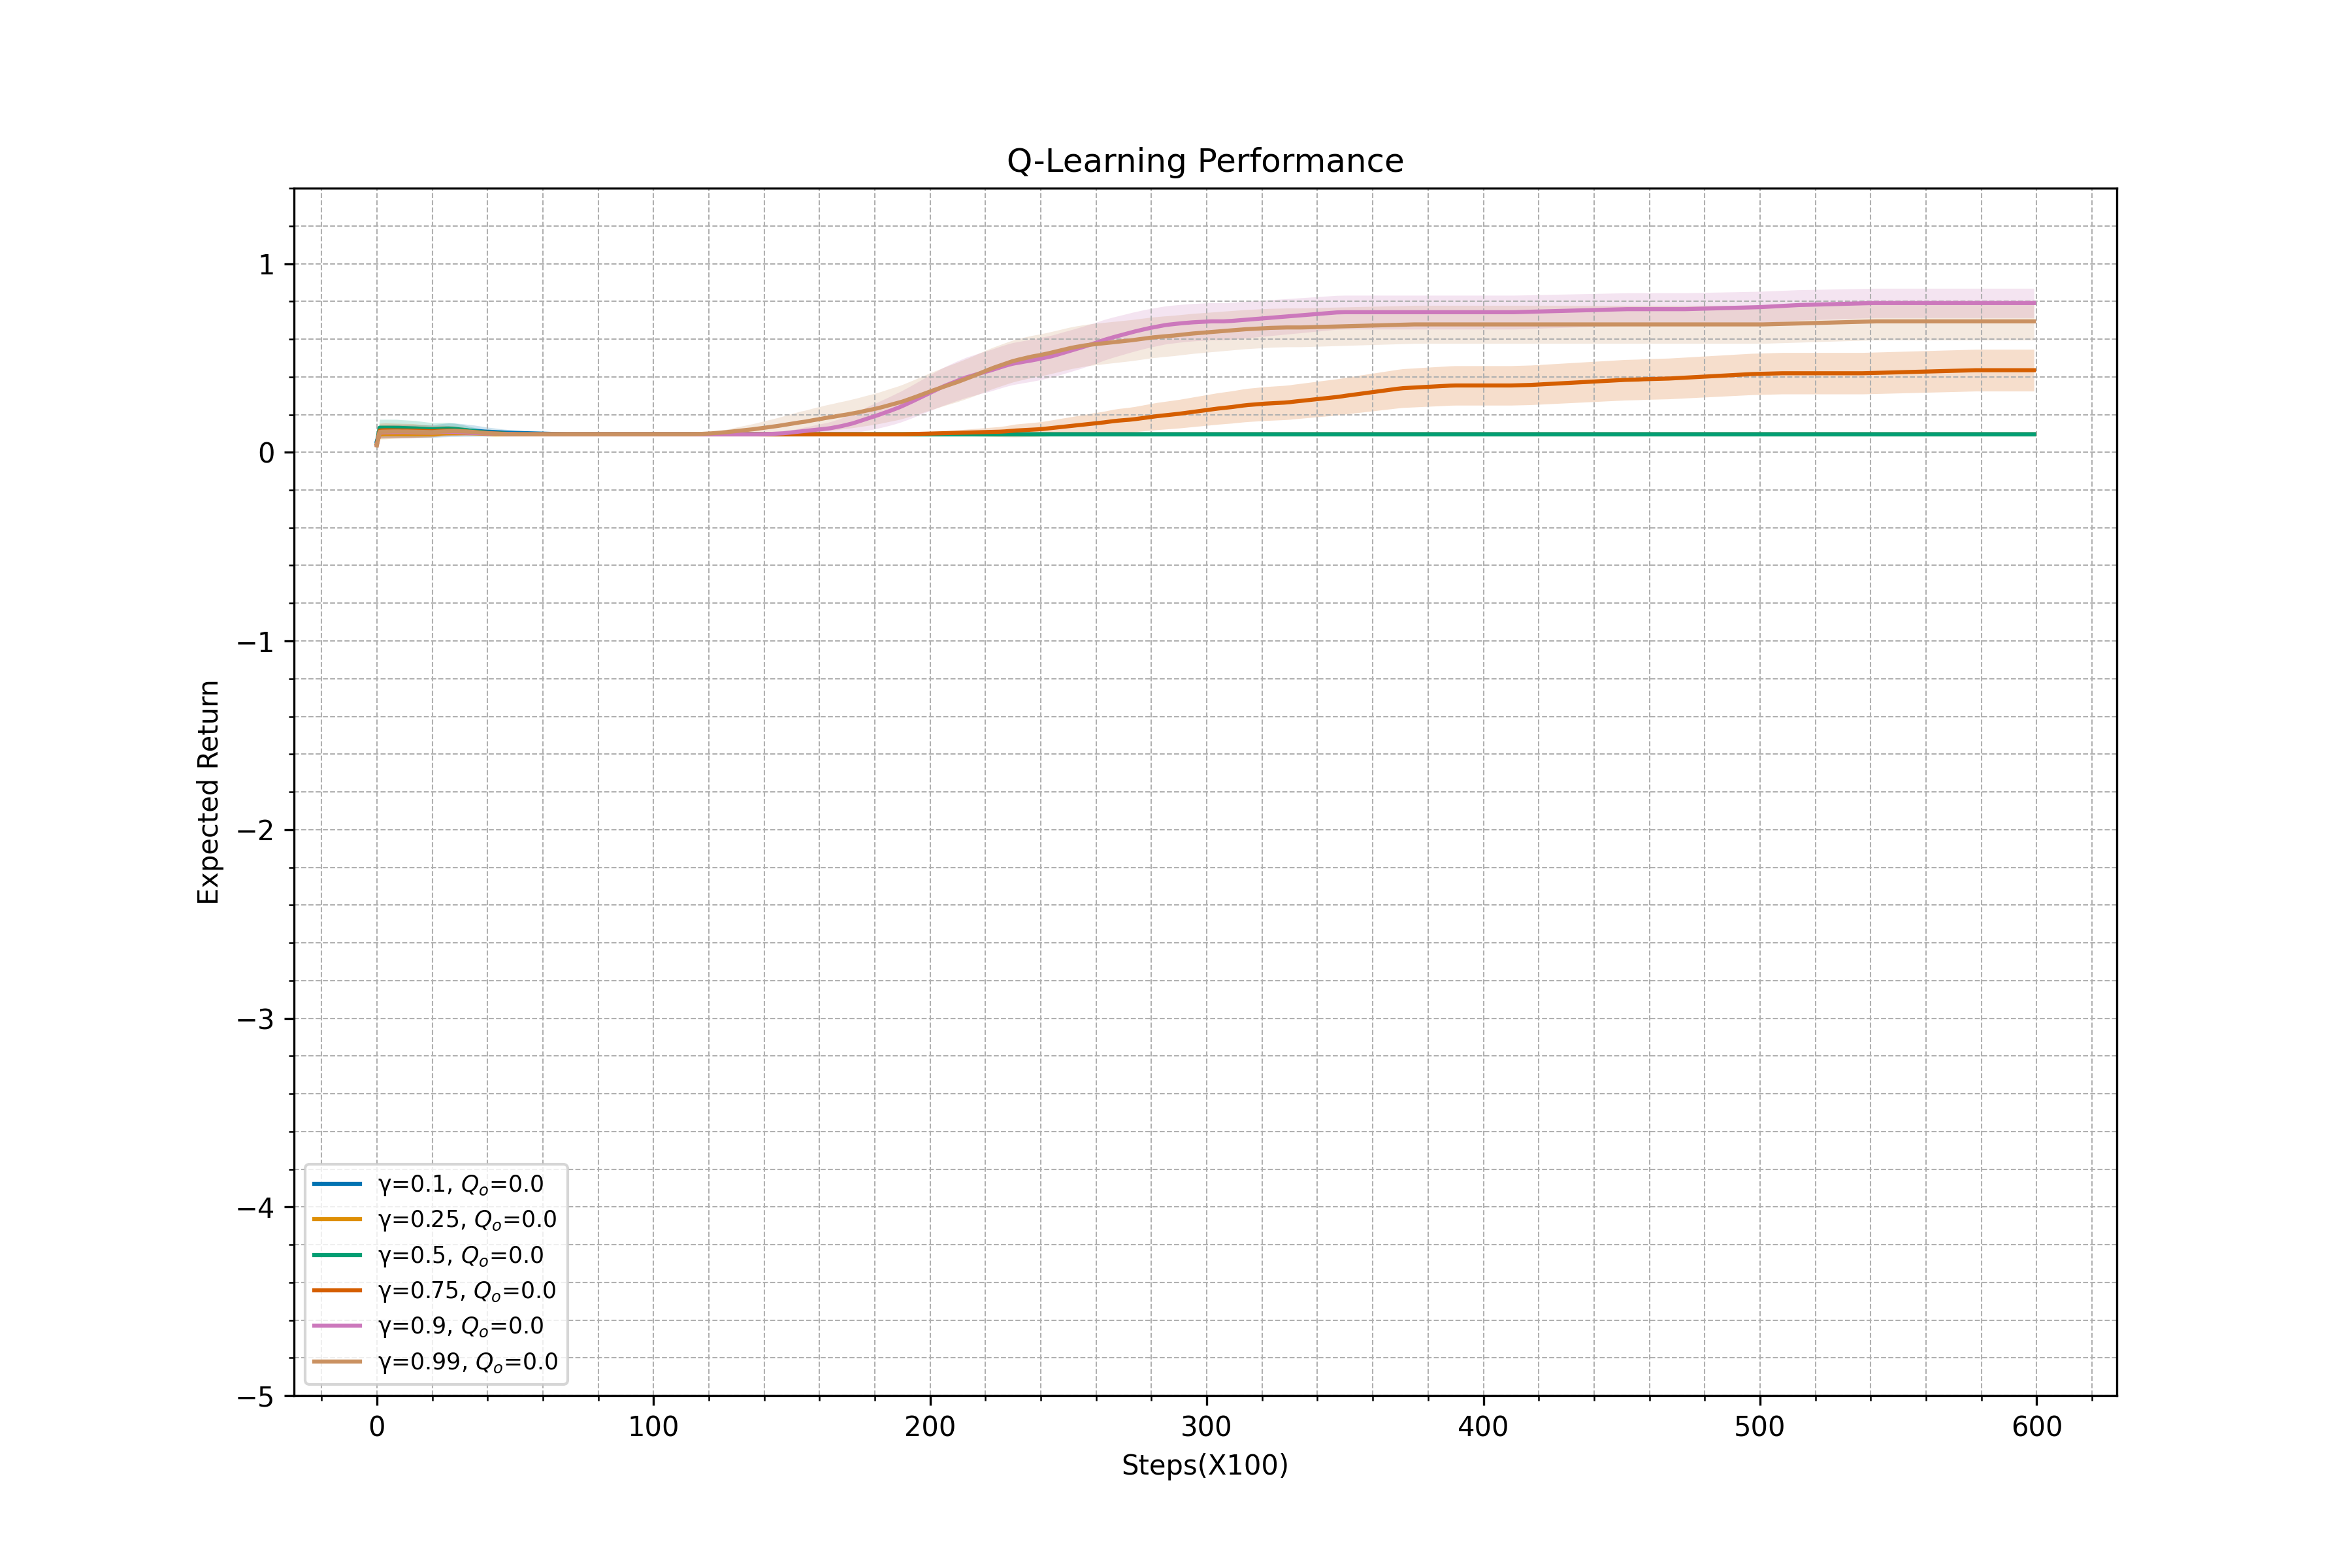 Q-Learning Performance
Expected Return
1
0
−1
−2
−3
−4
−5
γ=0.1, Qₒ=0.0
γ=0.25, Qₒ=0.0
γ=0.5, Qₒ=0.0
γ=0.75, Qₒ=0.0
γ=0.9, Qₒ=0.0
γ=0.99, Qₒ=0.0
0 100 200 300 400 500 600
Steps(X100)